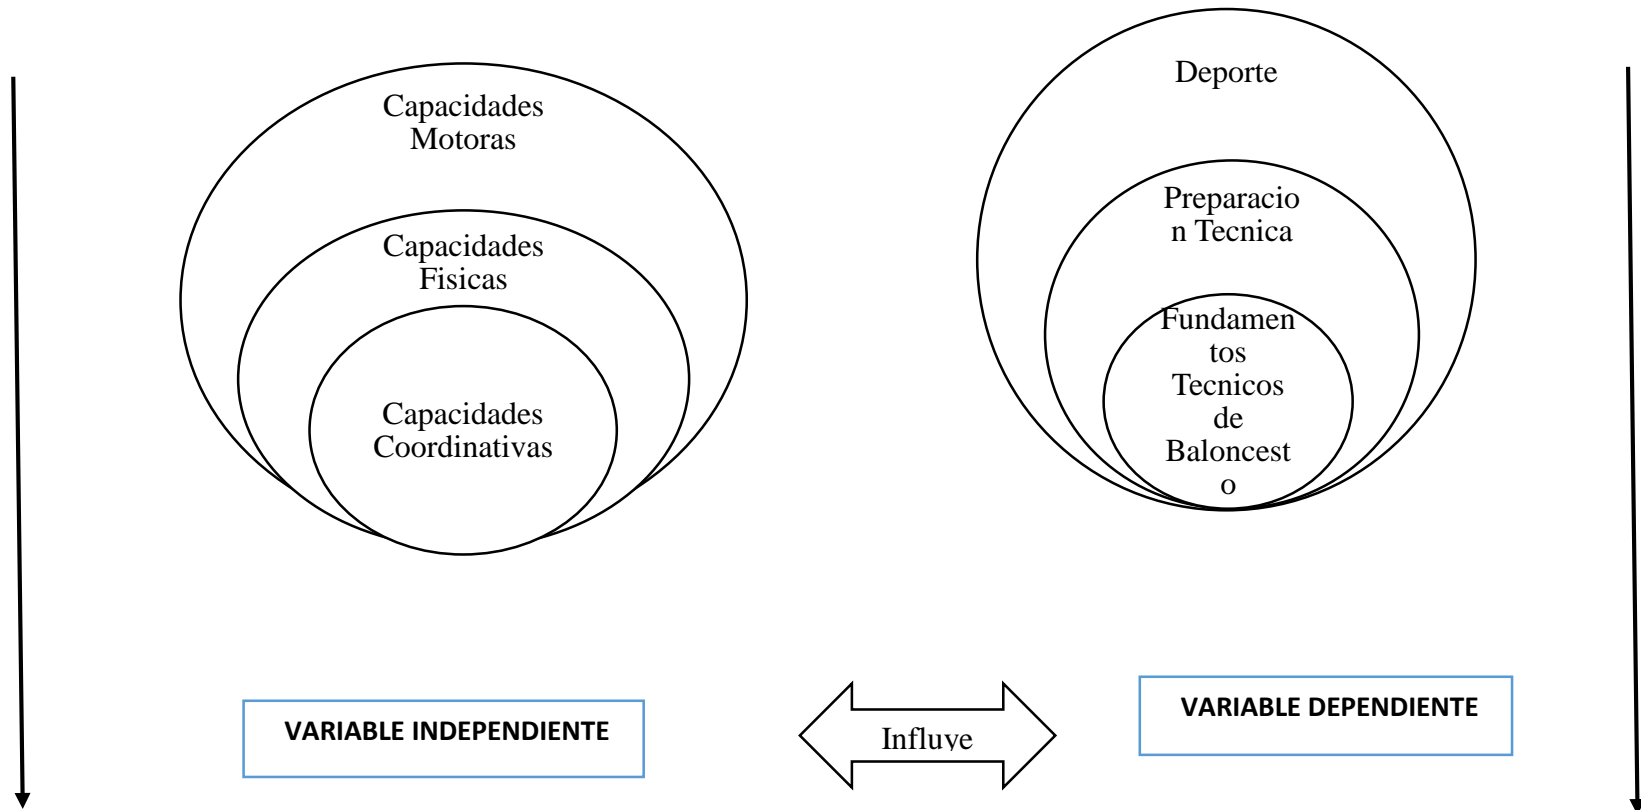 Capacidades
Motoras
Capacidades
Fisicas
Capacidades
Coordinativas
Deporte
Preparacio
n Tecnica
Fundamen
tos
Tecnicos
de
Baloncest
o
VARIABLE INDEPENDIENTE
Influye
VARIABLE DEPENDIENTE